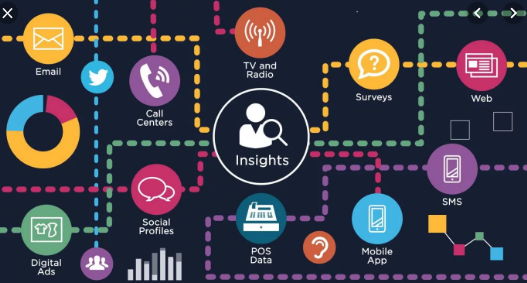 Email
TV and
Radio
Surveys
Web
Call
Centers
Insights
SMS
Social
Profiles
Digital
Ads
POS
Data
Mobile
App